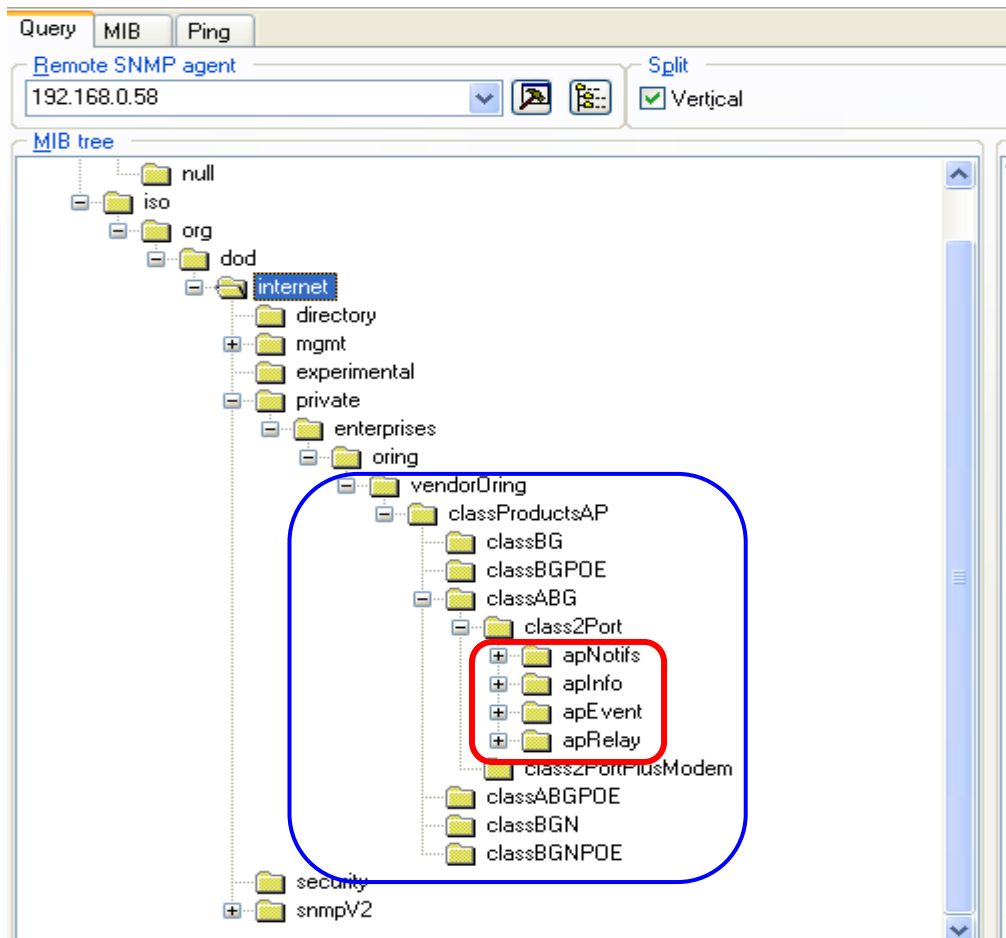 Query MIB Ping
Remote SNMP agent Split
192.168.0.58 Vertical
MIB tree
null
iso
org
dod
internet
directory
mgmt
experimental
private
enterprises
oring
vendorOring
classProductsAP
classBG
classBGPOE
classABG
class2Port
apNotifs
apInfo
apEvent
apRelay
class2PortPlusModem
classABGPOE
classBGN
classBGNPOE
security
snmpV2